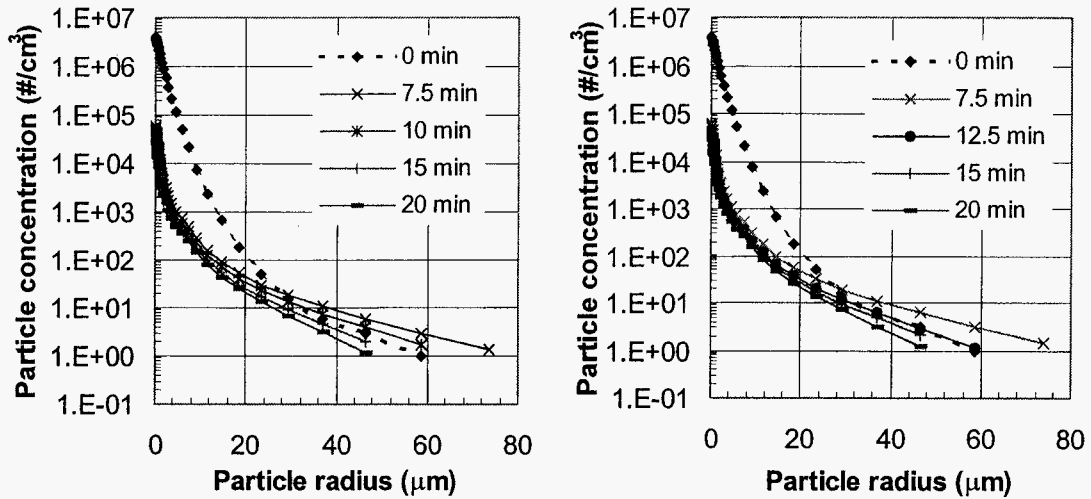 Particle concentration (#/cm³)
1.E+07
1.E+06
1.E+05
1.E+04
1.E+03
1.E+02
1.E+01
1.E+00
1.E-01
0 min
7.5 min
10 min
15 min
20 min
0 20 40 60 80
Particle radius (μm)
Particle concentration (#/cm³)
1.E+07
1.E+06
1.E+05
1.E+04
1.E+03
1.E+02
1.E+01
1.E+00
1.E-01
0 min
7.5 min
12.5 min
15 min
20 min
0 20 40 60 80
Particle radius (μm)